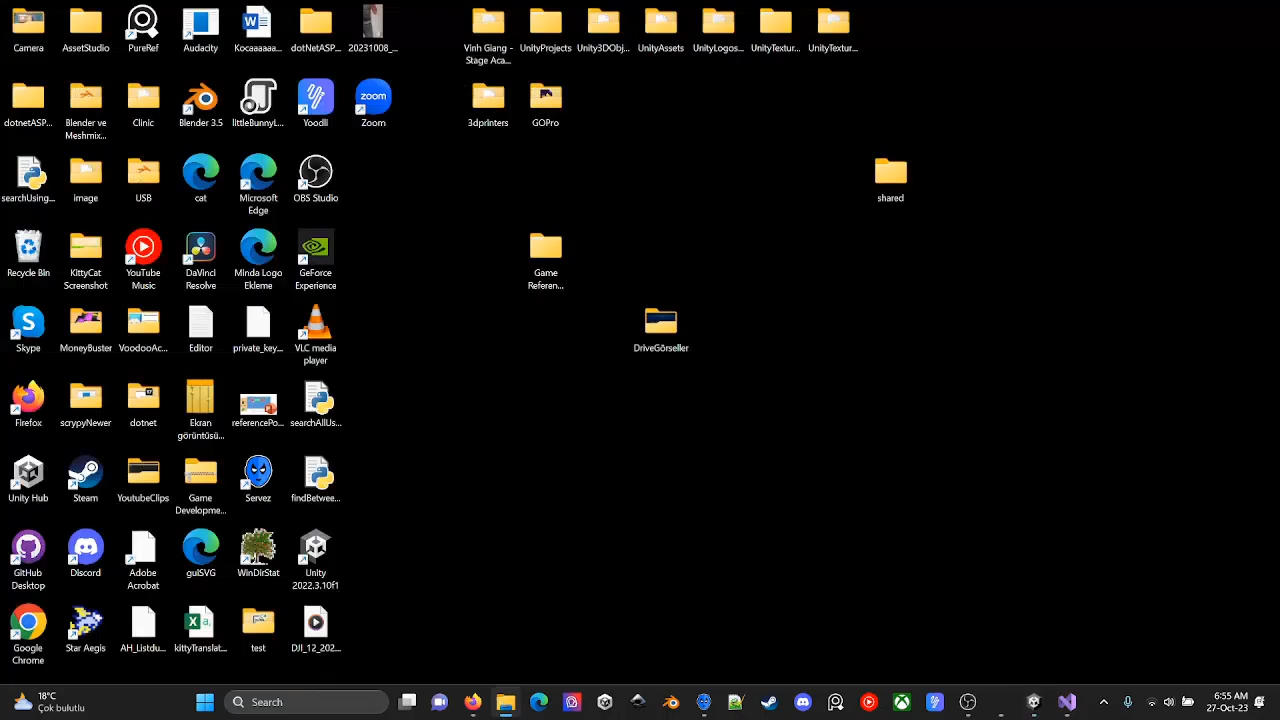 Camera
AssetStudio
PureRef
Audacity
Kocaaaaaa...
dotNetASP...
20231008_...
Vinh Giang -
Stage Aca...
UnityProjects
Unity3DObj...
UnityAssets
UnityLogos...
UnityTextur...
UnityTextur...
dotnetASP...
Blender ve
Meshmix...
Clinic
Blender 3.5
littleBunnyL...
Yoodli
zoom
Zoom
3dprinters
GOPro
searchUsing...
image
USB
cat
Microsoft
Edge
OBS Studio
shared
Recycle Bin
KittyCat
Screenshot
YouTube
Music
DaVinci
Resolve
Minda Logo
Ekleme
GeForce
Experience
Game
Referen...
Skype
MoneyBuster
VoodooAc...
Editor
private_key...
VLC media
player
DriveGörseller
Firefox
scrypyNewer
dotnet
Ekran
görüntüsü...
referencePo...
searchAllUs...
Unity Hub
Steam
YoutubeClips
Game
Developme...
Servez
findBetwee...
GitHub
Desktop
Discord
Adobe
Acrobat
guiSVG
WinDirStat
Unity
2022.3.10f1
Google
Chrome
Star Aegis
AH_Listdu...
kittyTranslat...
test
DJI_12_202...
18°C
Çok bulutlu
Search
6:55 AM
27-Oct-23